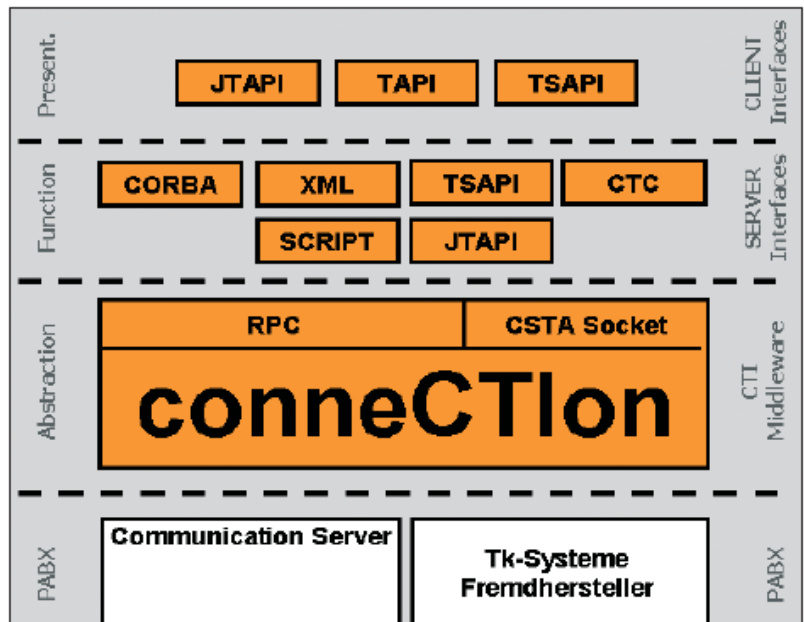 Present.
JTAPI TAPI TSAPI
CLIENT
Interfaces
Function
CORBA XML TSAPI CTC
SCRIPT JTAPI
SERVER
Interfaces
Abstraction
RPC CSTA Socket
conneCTIon
CTI
Middleware
PABX
Communication Server
Tk-Systeme
Fremdhersteller
PABX